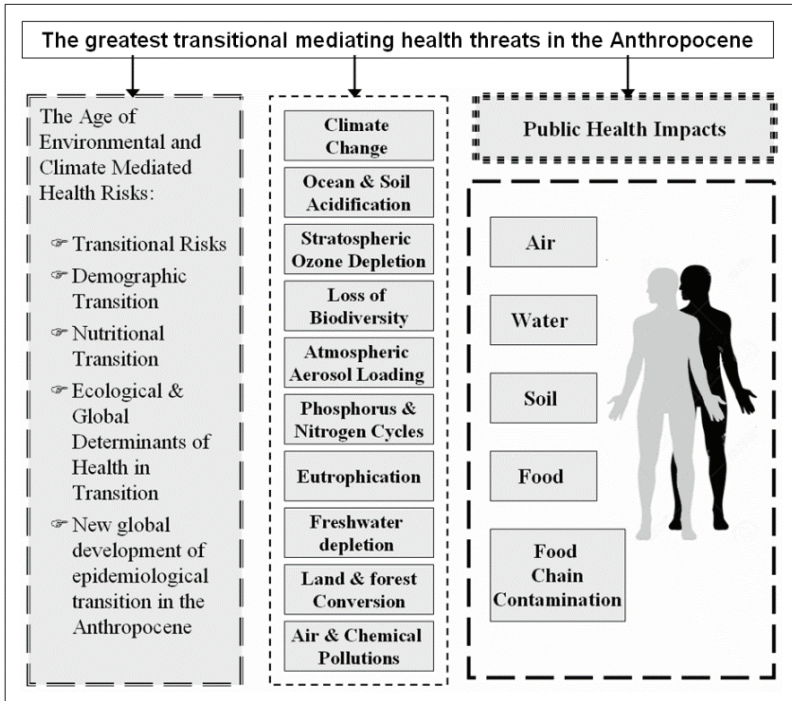 The greatest transitional mediating health threats in the Anthropocene
The Age of
Environmental and
Climate Mediated
Health Risks:
☞ Transitional Risks
☞ Demographic
Transition
☞ Nutritional
Transition
☞ Ecological &
Global
Determinants of
Health in
Transition
☞ New global
development of
epidemiological
transition in the
Anthropocene
Climate
Change
Ocean & Soil
Acidification
Stratospheric
Ozone Depletion
Loss of
Biodiversity
Atmospheric
Aerosol Loading
Phosphorus &
Nitrogen Cycles
Eutrophication
Freshwater
depletion
Land & forest
Conversion
Air & Chemical
Pollutions
Public Health Impacts
Air
Water
Soil
Food
Food
Chain
Contamination